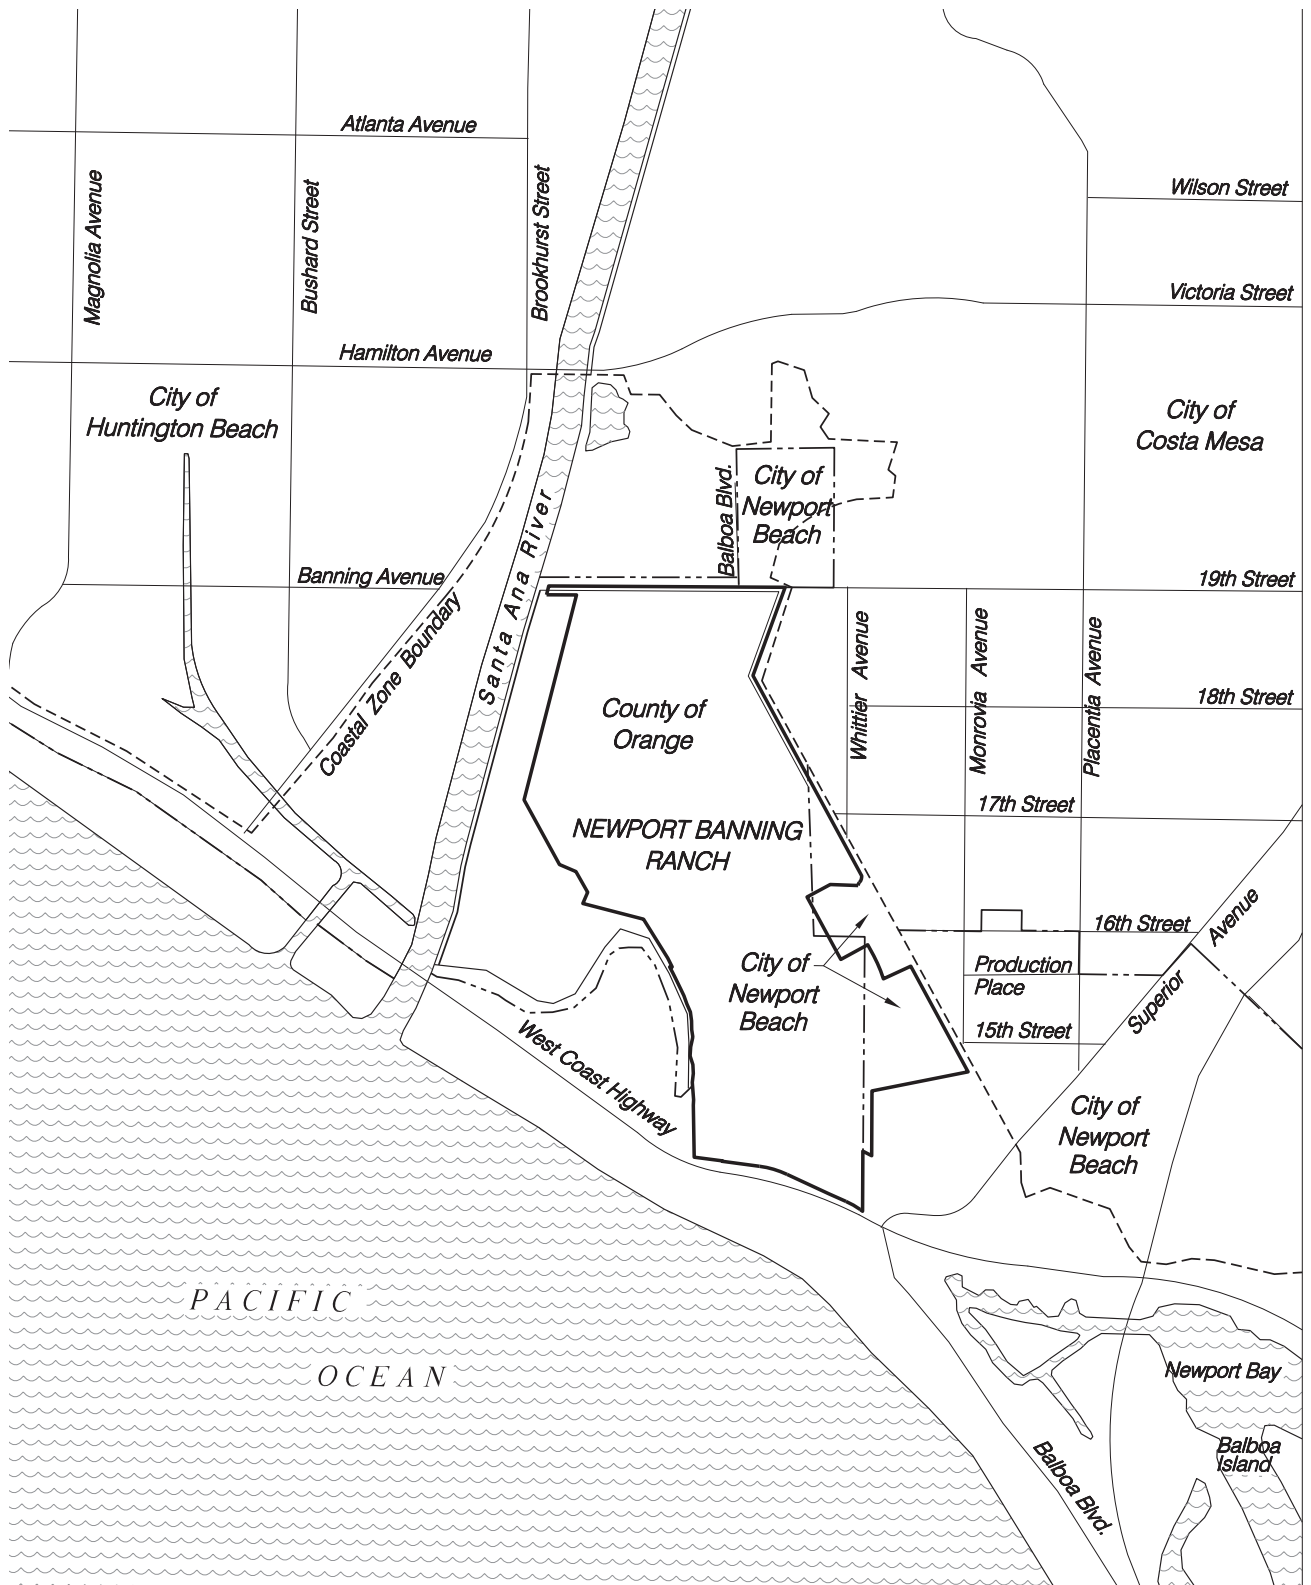 Atlanta Avenue
Wilson Street
Magnolia Avenue
Bushard Street
Brookhurst Street
Victoria Street
Hamilton Avenue
City of
Huntington Beach
City of
Costa Mesa
Balboa Blvd.
City of
Newport
Beach
Santa Ana River
Banning Avenue
19th Street
Coastal Zone Boundary
Whittier Avenue
Monrovia Avenue
Placentia Avenue
18th Street
County of
Orange
17th Street
NEWPORT BANNING
RANCH
16th Street
Superior Avenue
City of
Newport
Beach
Production
Place
15th Street
West Coast Highway
City of
Newport
Beach
PACIFIC
OCEAN
Newport Bay
Balboa
Island
Balboa Blvd.